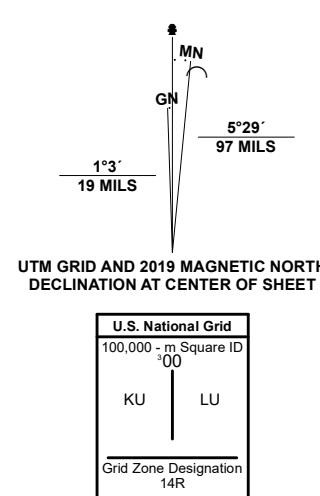 MN
GN
5°29´
97 MILS
1°3´
19 MILS
UTM GRID AND 2019 MAGNETIC NORTH
DECLINATION AT CENTER OF SHEET
U.S. National Grid
100,000 - m Square ID
³00
KU LU
Grid Zone Designation
14R